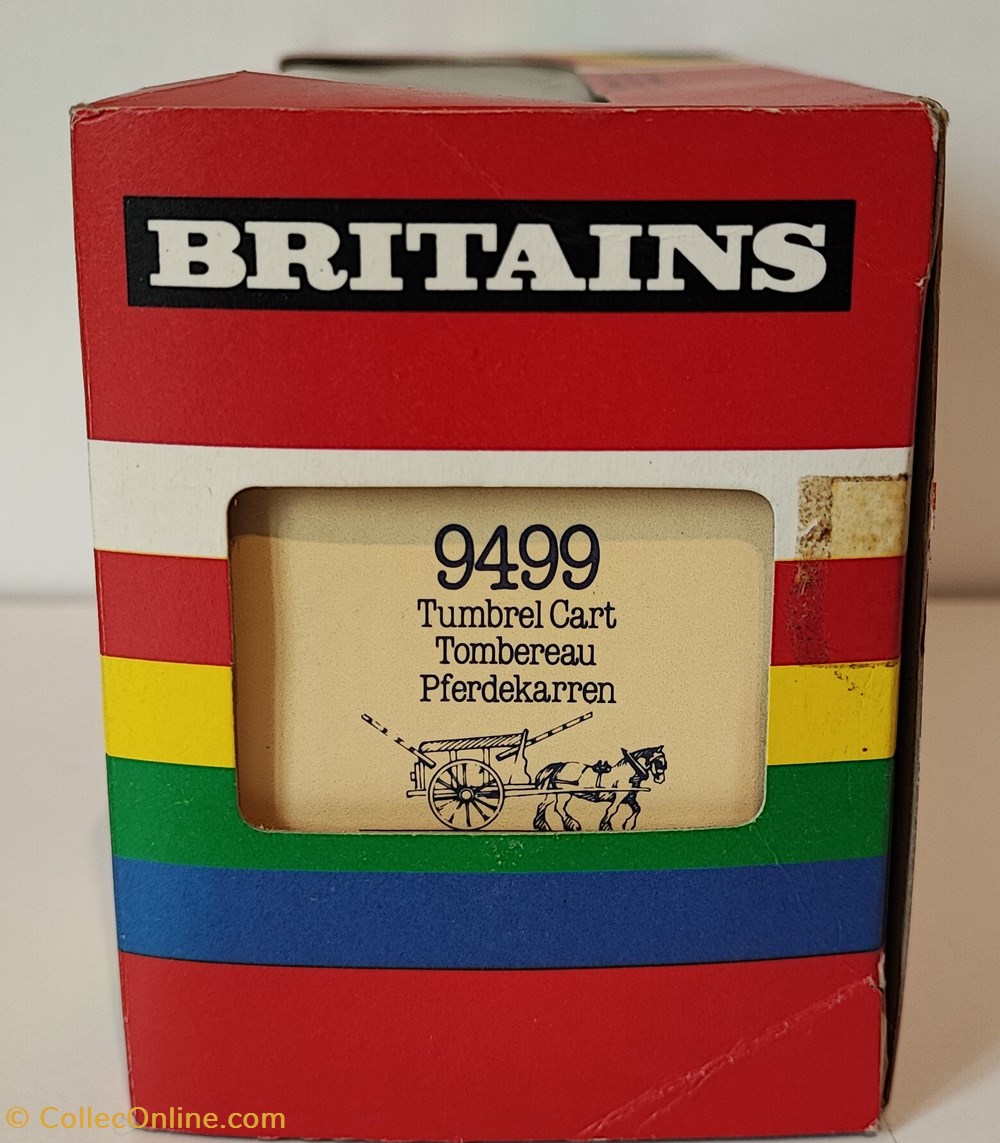 BRITAINS
9499
Tumbrel Cart
Tombereau
Pferdekarren
© CollecOnline.com